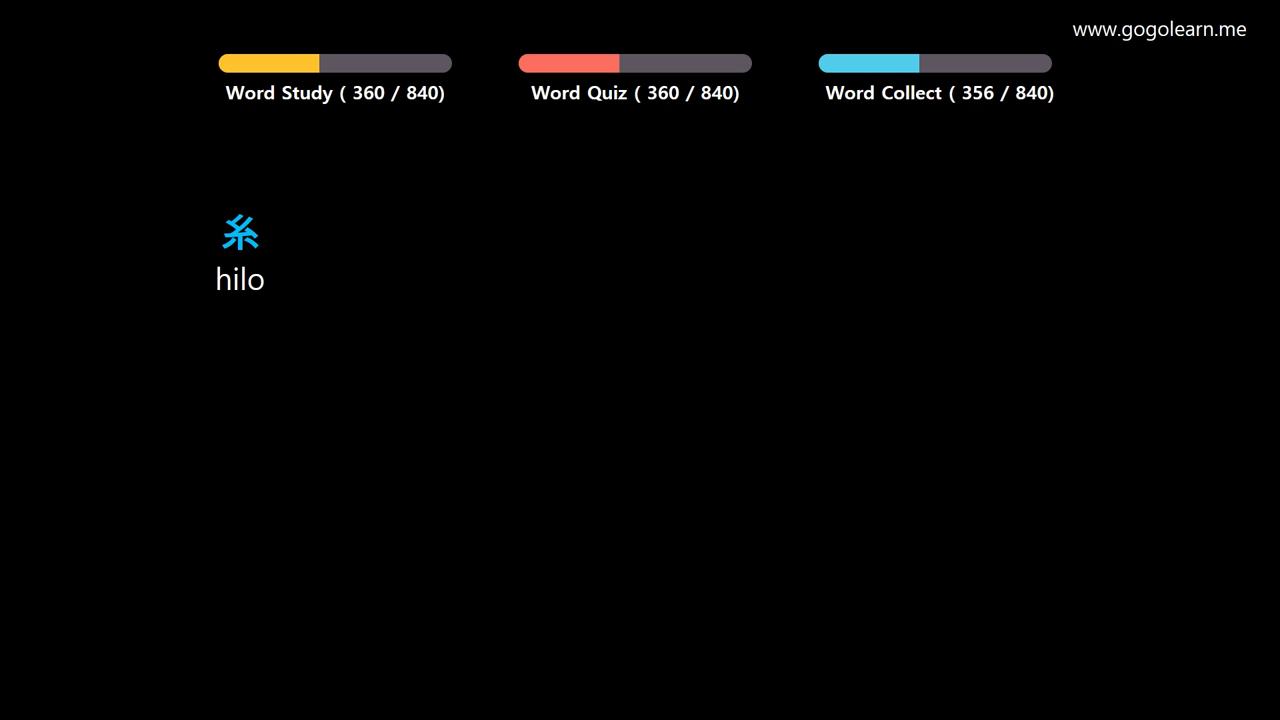 www.gogolearn.me
Word Study ( 360 / 840)
Word Quiz ( 360 / 840)
Word Collect ( 356 / 840)
糸
hilo